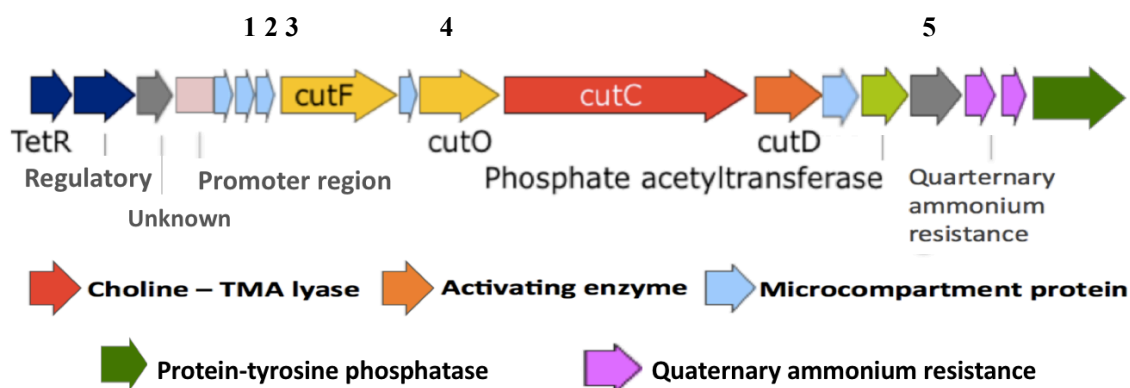 1 2 3 4 5
cutF cutC
TetR cutO cutD
Regulatory Promoter region Phosphate acetyltransferase Quarternary
ammonium
resistance
Unknown
Choline – TMA lyase Activating enzyme Microcompartment protein
Protein-tyrosine phosphatase Quaternary ammonium resistance